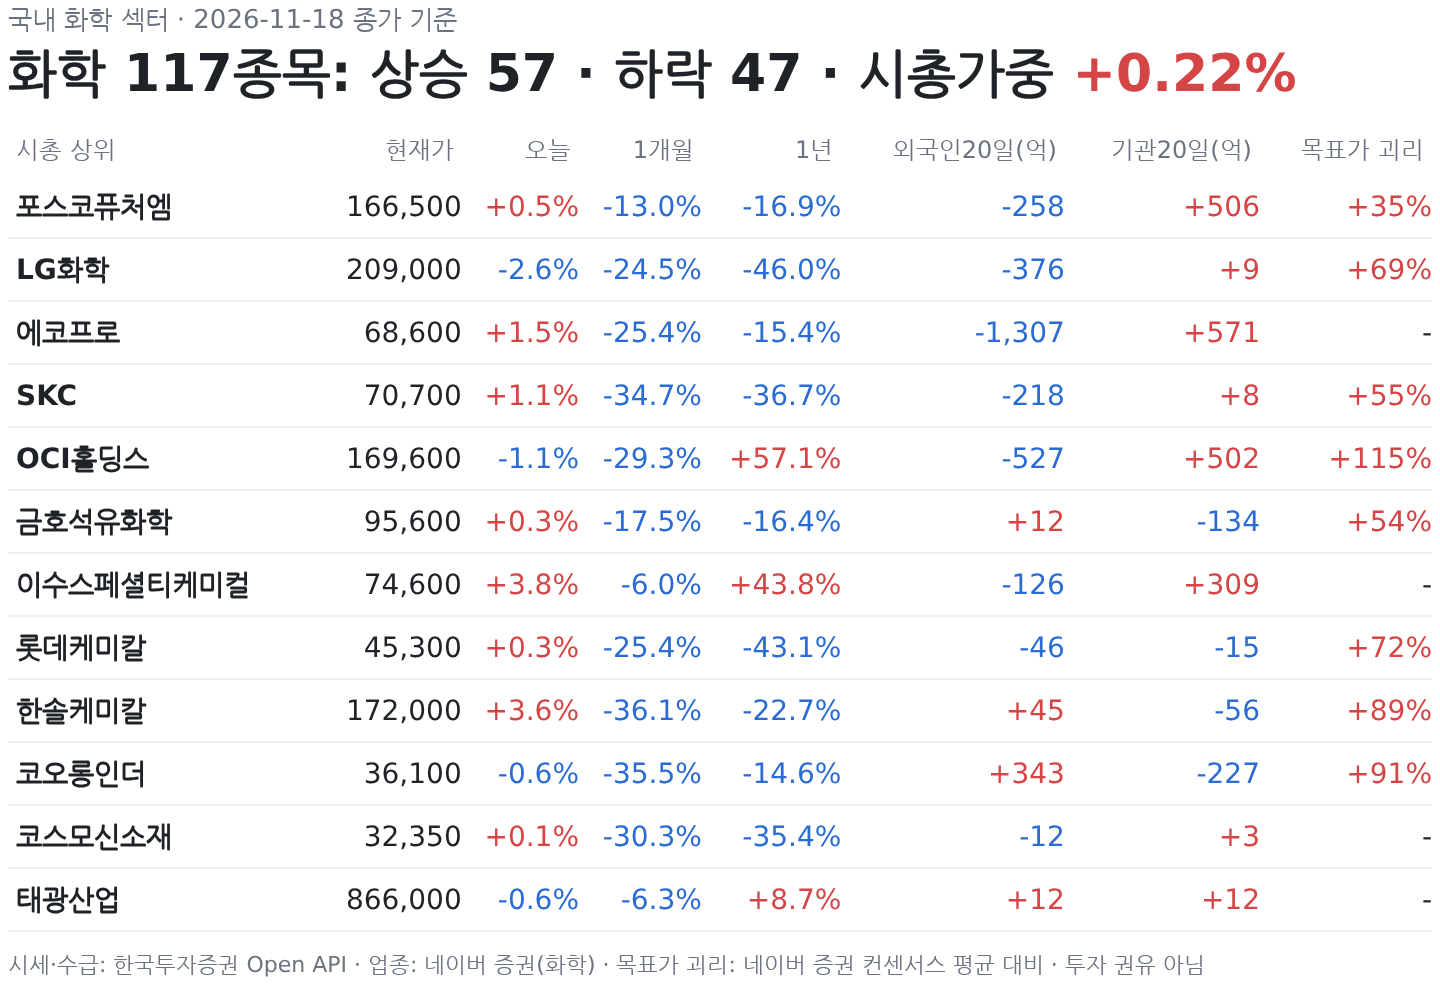 국내 화학 섹터 · 2026-11-18 종가 기준
화학 117종목: 상승 57 · 하락 47 · 시총가중 +0.22%
시총 상위 현재가 오늘 1개월 1년 외국인20일(억) 기관20일(억) 목표가 괴리
포스코퓨처엠 166,500 +0.5% -13.0% -16.9% -258 +506 +35%
LG화학 209,000 -2.6% -24.5% -46.0% -376 +9 +69%
에코프로 68,600 +1.5% -25.4% -15.4% -1,307 +571 -
SKC 70,700 +1.1% -34.7% -36.7% -218 +8 +55%
OCI홀딩스 169,600 -1.1% -29.3% +57.1% -527 +502 +115%
금호석유화학 95,600 +0.3% -17.5% -16.4% +12 -134 +54%
이수스페셜티케미컬 74,600 +3.8% -6.0% +43.8% -126 +309 -
롯데케미칼 45,300 +0.3% -25.4% -43.1% -46 -15 +72%
한솔케미칼 172,000 +3.6% -36.1% -22.7% +45 -56 +89%
코오롱인더 36,100 -0.6% -35.5% -14.6% +343 -227 +91%
코스모신소재 32,350 +0.1% -30.3% -35.4% -12 +3 -
태광산업 866,000 -0.6% -6.3% +8.7% +12 +12 -
시세·수급: 한국투자증권 Open API · 업종: 네이버 증권(화학) · 목표가 괴리: 네이버 증권 컨센서스 평균 대비 · 투자 권유 아님